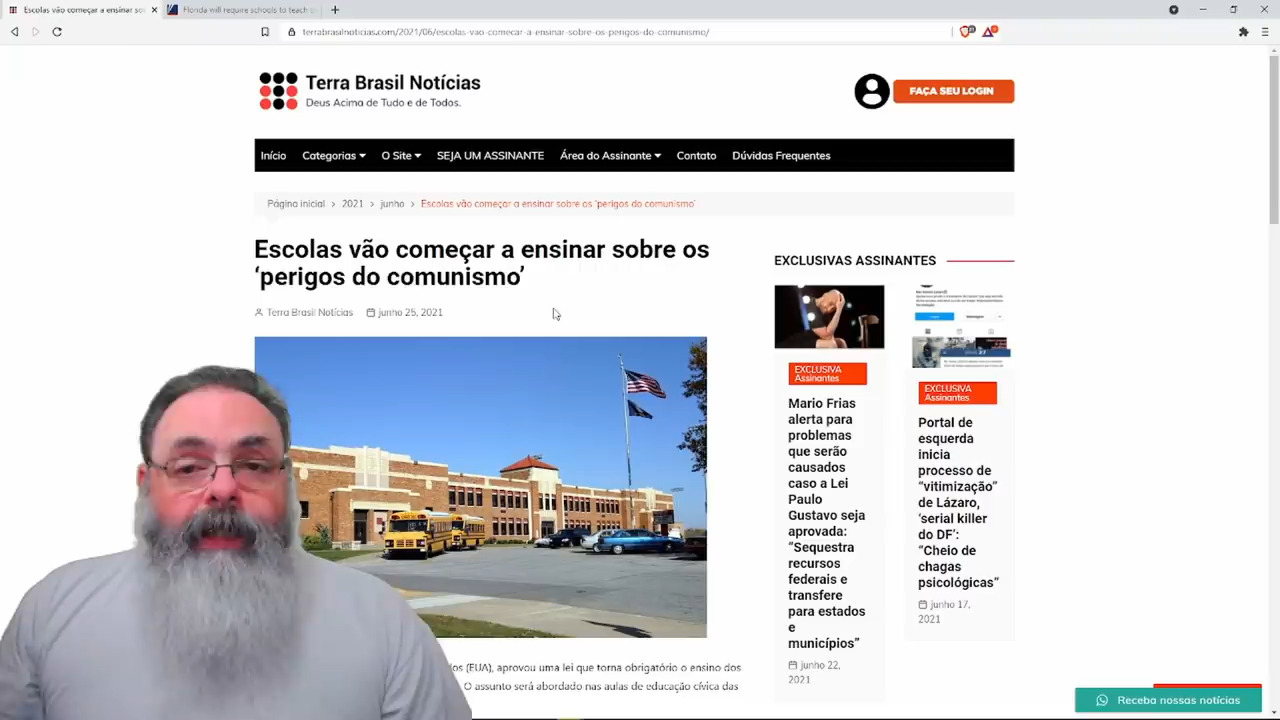 Escolas vão começar a ensinar sob
Florida will require schools to teach
terrabrasilnoticias.com/2021/06/escolas-vao-comecar-a-ensinar-sobre-os-perigos-do-comunismo/
Terra Brasil Notícias
Deus Acima de Tudo e de Todos.
FAÇA SEU LOGIN
Início Categorias O Site SEJA UM ASSINANTE Área do Assinante Contato Dúvidas Frequentes
Página inicial > 2021 > junho > Escolas vão começar a ensinar sobre os ‘perigos do comunismo’
Escolas vão começar a ensinar sobre os
‘perigos do comunismo’
Terra Brasil Notícias junho 25, 2021
(EUA), aprovou uma lei que torna obrigatório o ensino dos
O assunto será abordado nas aulas de educação cívica das
EXCLUSIVAS ASSINANTES
EXCLUSIVA
Assinantes
Mario Frias
alerta para
problemas
que serão
causados
caso a Lei
Paulo
Gustavo seja
aprovada:
“Sequestra
recursos
federais e
transfere
para estados
e
municípios”
junho 22,
2021
EXCLUSIVA
Assinantes
Portal de
esquerda
inicia
processo de
“vitimização”
de Lázaro,
‘serial killer
do DF’:
“Cheio de
chagas
psicológicas”
junho 17,
2021
Receba nossas notícias